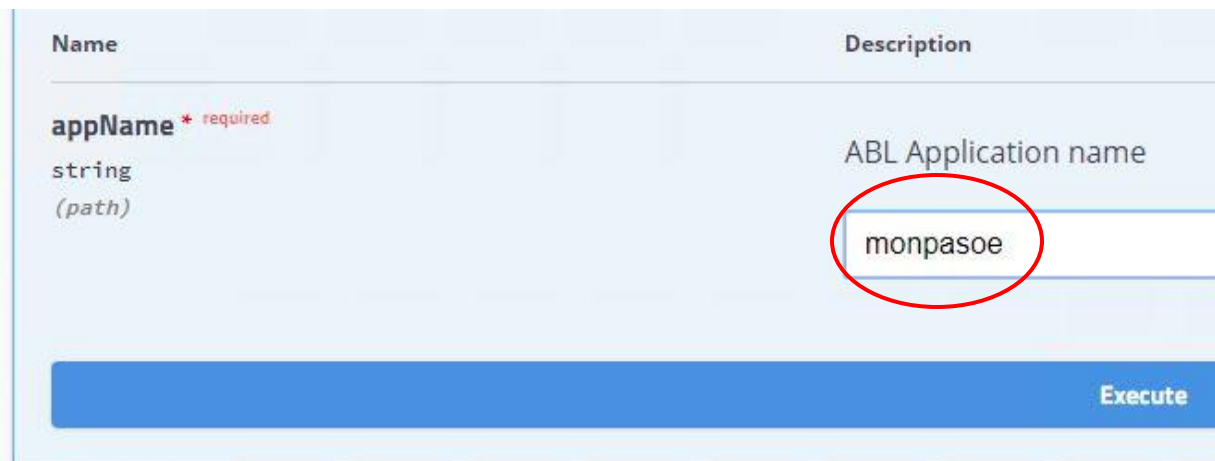 Name
Description
appName * required
string
(path)
ABL Application name
monpasoe
Execute